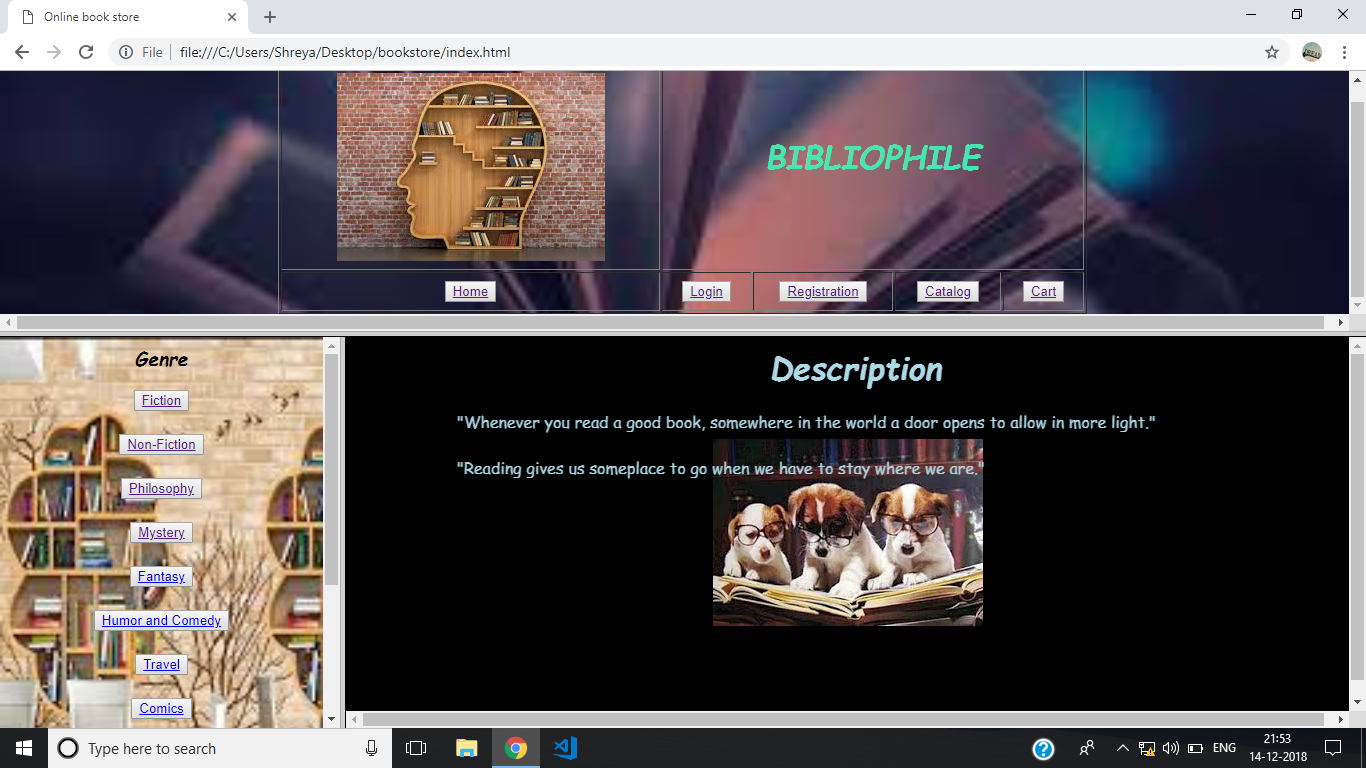 Online book store
File file:///C:/Users/Shreya/Desktop/bookstore/index.html
BIBLIOPHILE
Home Login Registration Catalog Cart
Genre
Fiction
Non-Fiction
Philosophy
Mystery
Fantasy
Humor and Comedy
Travel
Comics
Description
"Whenever you read a good book, somewhere in the world a door opens to allow in more light."
"Reading gives us someplace to go when we have to stay where we are."
Type here to search
ENG
21:53
14-12-2018